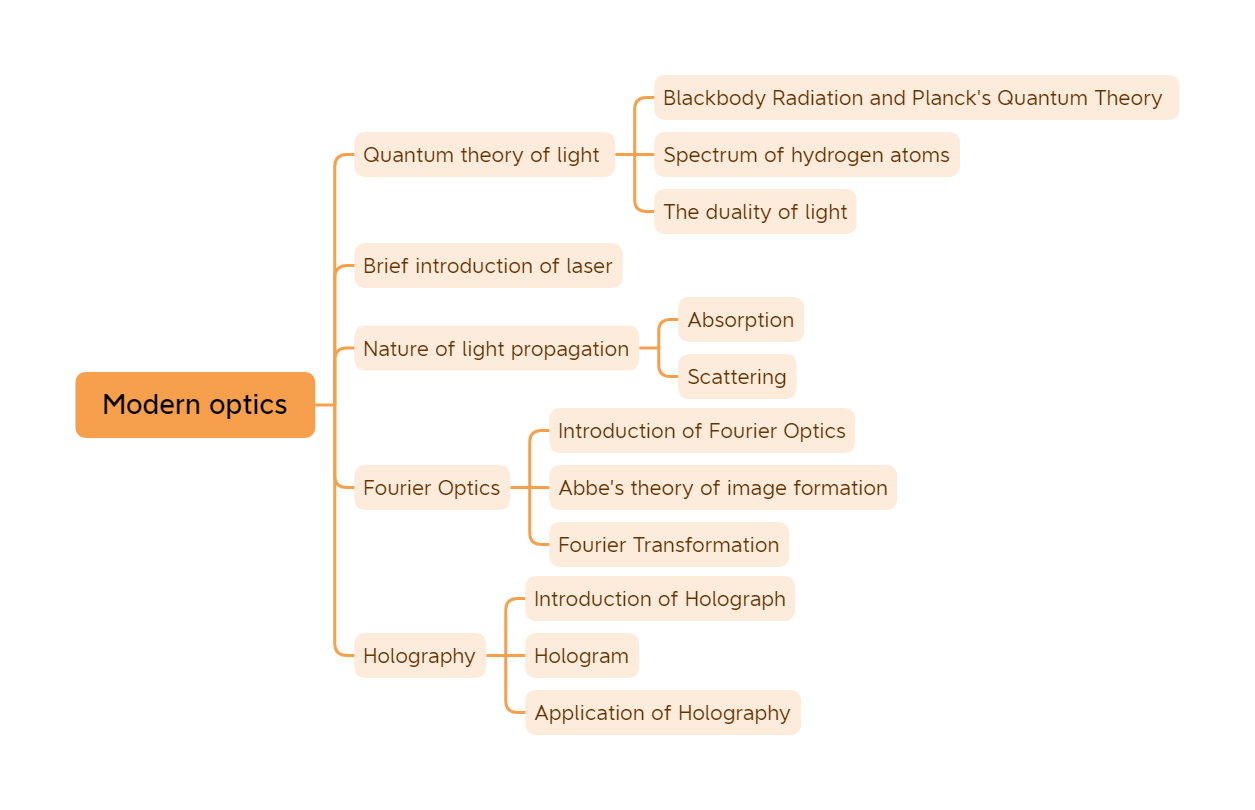 Modern optics
Quantum theory of light
Blackbody Radiation and Planck's Quantum Theory
Spectrum of hydrogen atoms
The duality of light
Brief introduction of laser
Nature of light propagation
Absorption
Scattering
Fourier Optics
Introduction of Fourier Optics
Abbe's theory of image formation
Fourier Transformation
Holography
Introduction of Holograph
Hologram
Application of Holography